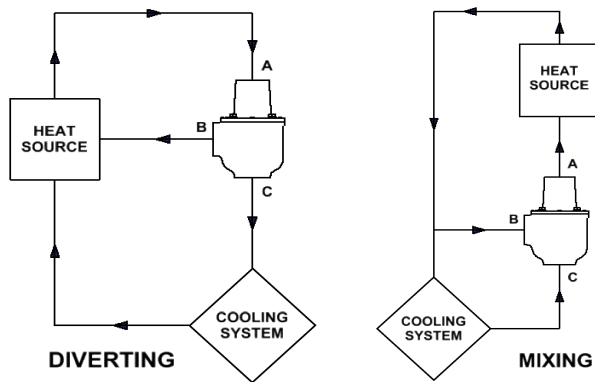 A
HEAT
SOURCE
B
C
COOLING
SYSTEM
DIVERTING
HEAT
SOURCE
A
B
C
COOLING
SYSTEM
MIXING